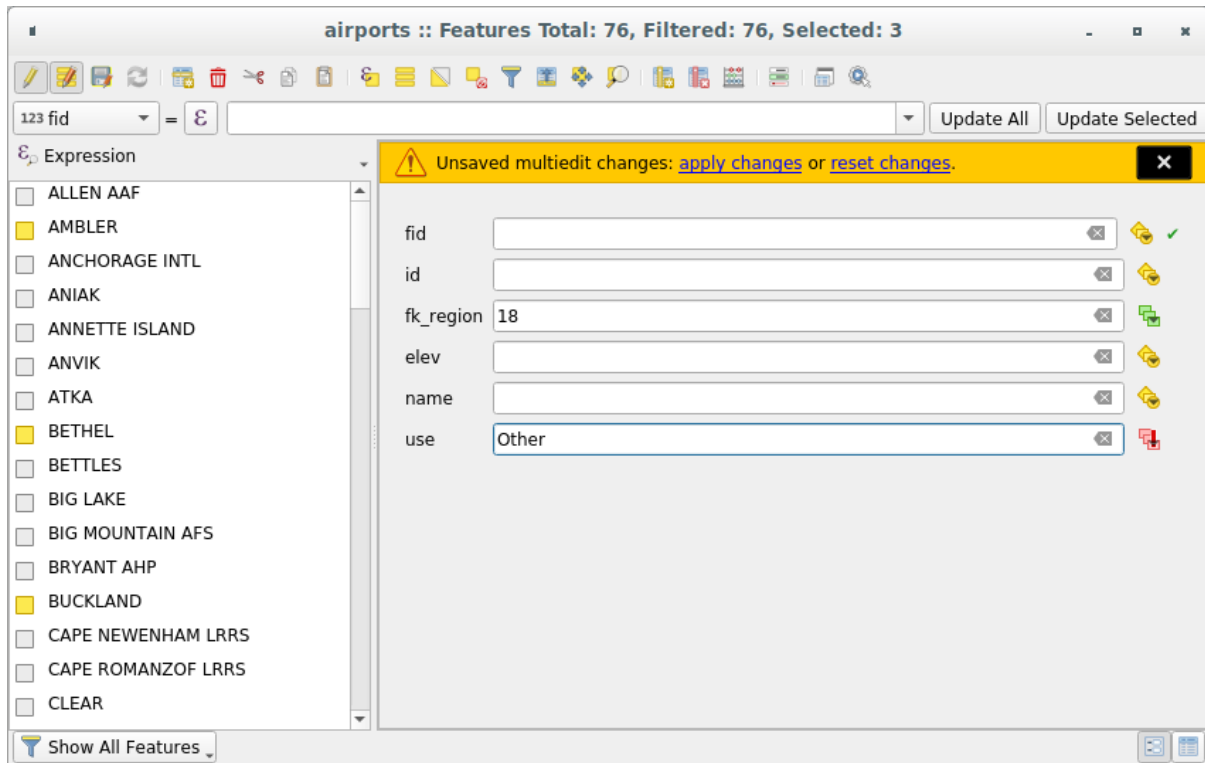 airports :: Features Total: 76, Filtered: 76, Selected: 3
123 fid = ε Update All Update Selected
ε Expression
Unsaved multiedit changes: apply changes or reset changes.
ALLEN AAF
AMBLER
ANCHORAGE INTL
ANIAK
ANNETTE ISLAND
ANVIK
ATKA
BETHEL
BETTLES
BIG LAKE
BIG MOUNTAIN AFS
BRYANT AHP
BUCKLAND
CAPE NEWENHAM LRRS
CAPE ROMANZOF LRRS
CLEAR
fid
id
fk_region 18
elev
name
use Other
Show All Features